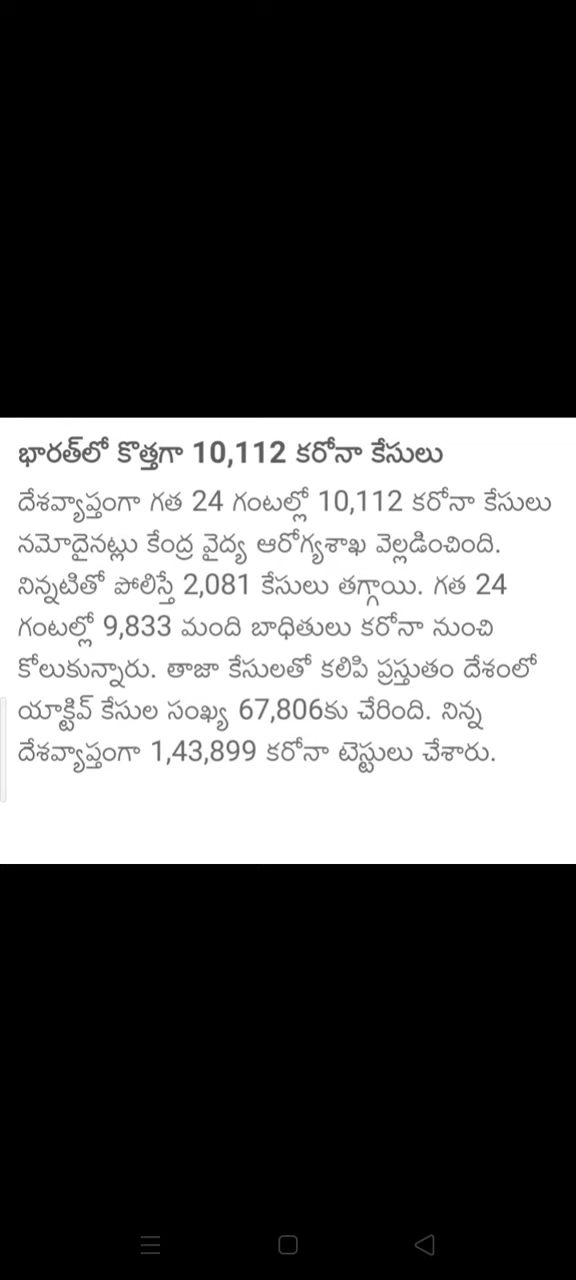 భారత్‌లో కొత్తగా 10,112 కరోనా కేసులు
దేశవ్యాప్తంగా గత 24 గంటల్లో 10,112 కరోనా కేసులు
నమోదైనట్లు కేంద్ర వైద్య ఆరోగ్యశాఖ వెల్లడించింది.
నిన్నటితో పోలిస్తే 2,081 కేసులు తగ్గాయి. గత 24
గంటల్లో 9,833 మంది బాధితులు కరోనా నుంచి
కోలుకున్నారు. తాజా కేసులతో కలిపి ప్రస్తుతం దేశంలో
యాక్టివ్ కేసుల సంఖ్య 67,806కు చేరింది. నిన్న
దేశవ్యాప్తంగా 1,43,899 కరోనా టెస్టులు చేశారు.